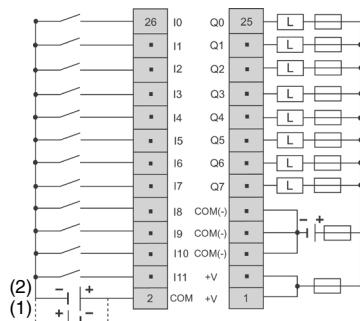 26 I0 Q0 25 L
I1 Q1 L
I2 Q2 L
I3 Q3 L
I4 Q4 L
I5 Q5 L
I6 Q6 L
I7 Q7 L
I8 COM(-) - +
I9 COM(-)
I10 COM(-)
I11 +V
(2) - + 2 COM +V 1
(1) + -